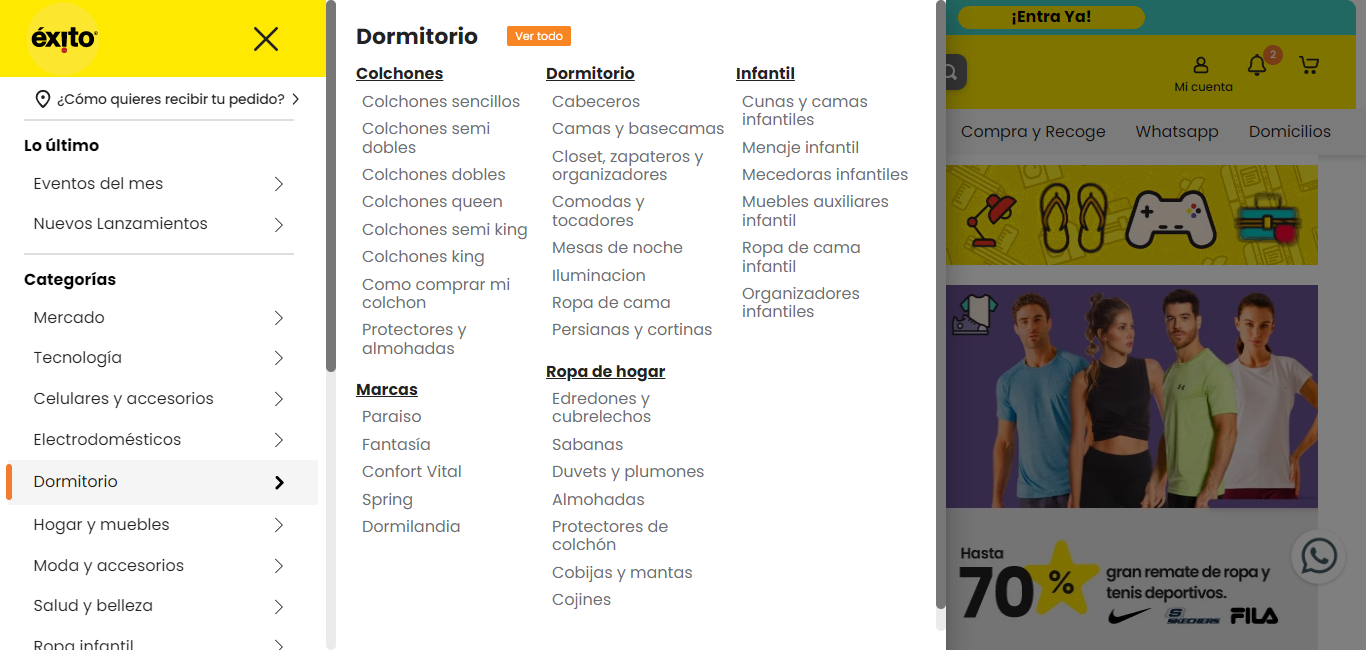 éxito
¿Cómo quieres recibir tu pedido?
Lo último
Eventos del mes
Nuevos Lanzamientos
Categorías
Mercado
Tecnología
Celulares y accesorios
Electrodomésticos
Dormitorio
Hogar y muebles
Moda y accesorios
Salud y belleza
Ropa infantil
Dormitorio
Ver todo
Colchones
Colchones sencillos
Colchones semi
dobles
Colchones dobles
Colchones queen
Colchones semi king
Colchones king
Como comprar mi
colchon
Protectores y
almohadas
Marcas
Paraiso
Fantasía
Confort Vital
Spring
Dormilandia
Dormitorio
Cabeceros
Camas y basecamas
Closet, zapateros y
organizadores
Comodas y
tocadores
Mesas de noche
Iluminacion
Ropa de cama
Persianas y cortinas
Ropa de hogar
Edredones y
cubrelechos
Sabanas
Duvets y plumones
Almohadas
Protectores de
colchón
Cobijas y mantas
Cojines
Infantil
Cunas y camas
infantiles
Menaje infantil
Mecedoras infantiles
Muebles auxiliares
infantil
Ropa de cama
infantil
Organizadores
infantiles
¡Entra Ya!
Mi cuenta
2
Compra y Recoge
Whatsapp
Domicilios
Hasta
70%
gran remate de ropa y
tenis deportivos.
SKECHERS
FILA